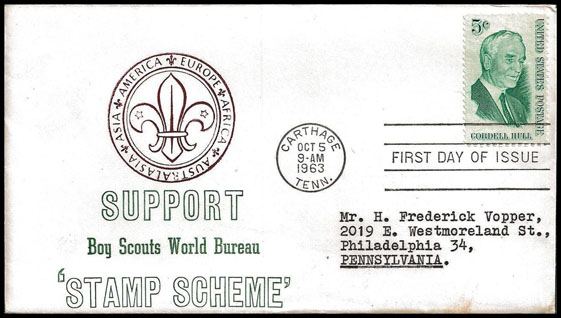 ASIA AMERICA EUROPE AFRICA AUSTRALASIA
SUPPORT
Boy Scouts World Bureau
'STAMP SCHEME'
CARTHAGE
OCT 5
9-AM
1963
TENN.
5¢
UNITED STATES POSTAGE
CORDELL HULL
FIRST DAY OF ISSUE
Mr. H. Frederick Vopper,
2019 E. Westmoreland St.,
Philadelphia 34,
PENNSYLVANIA.